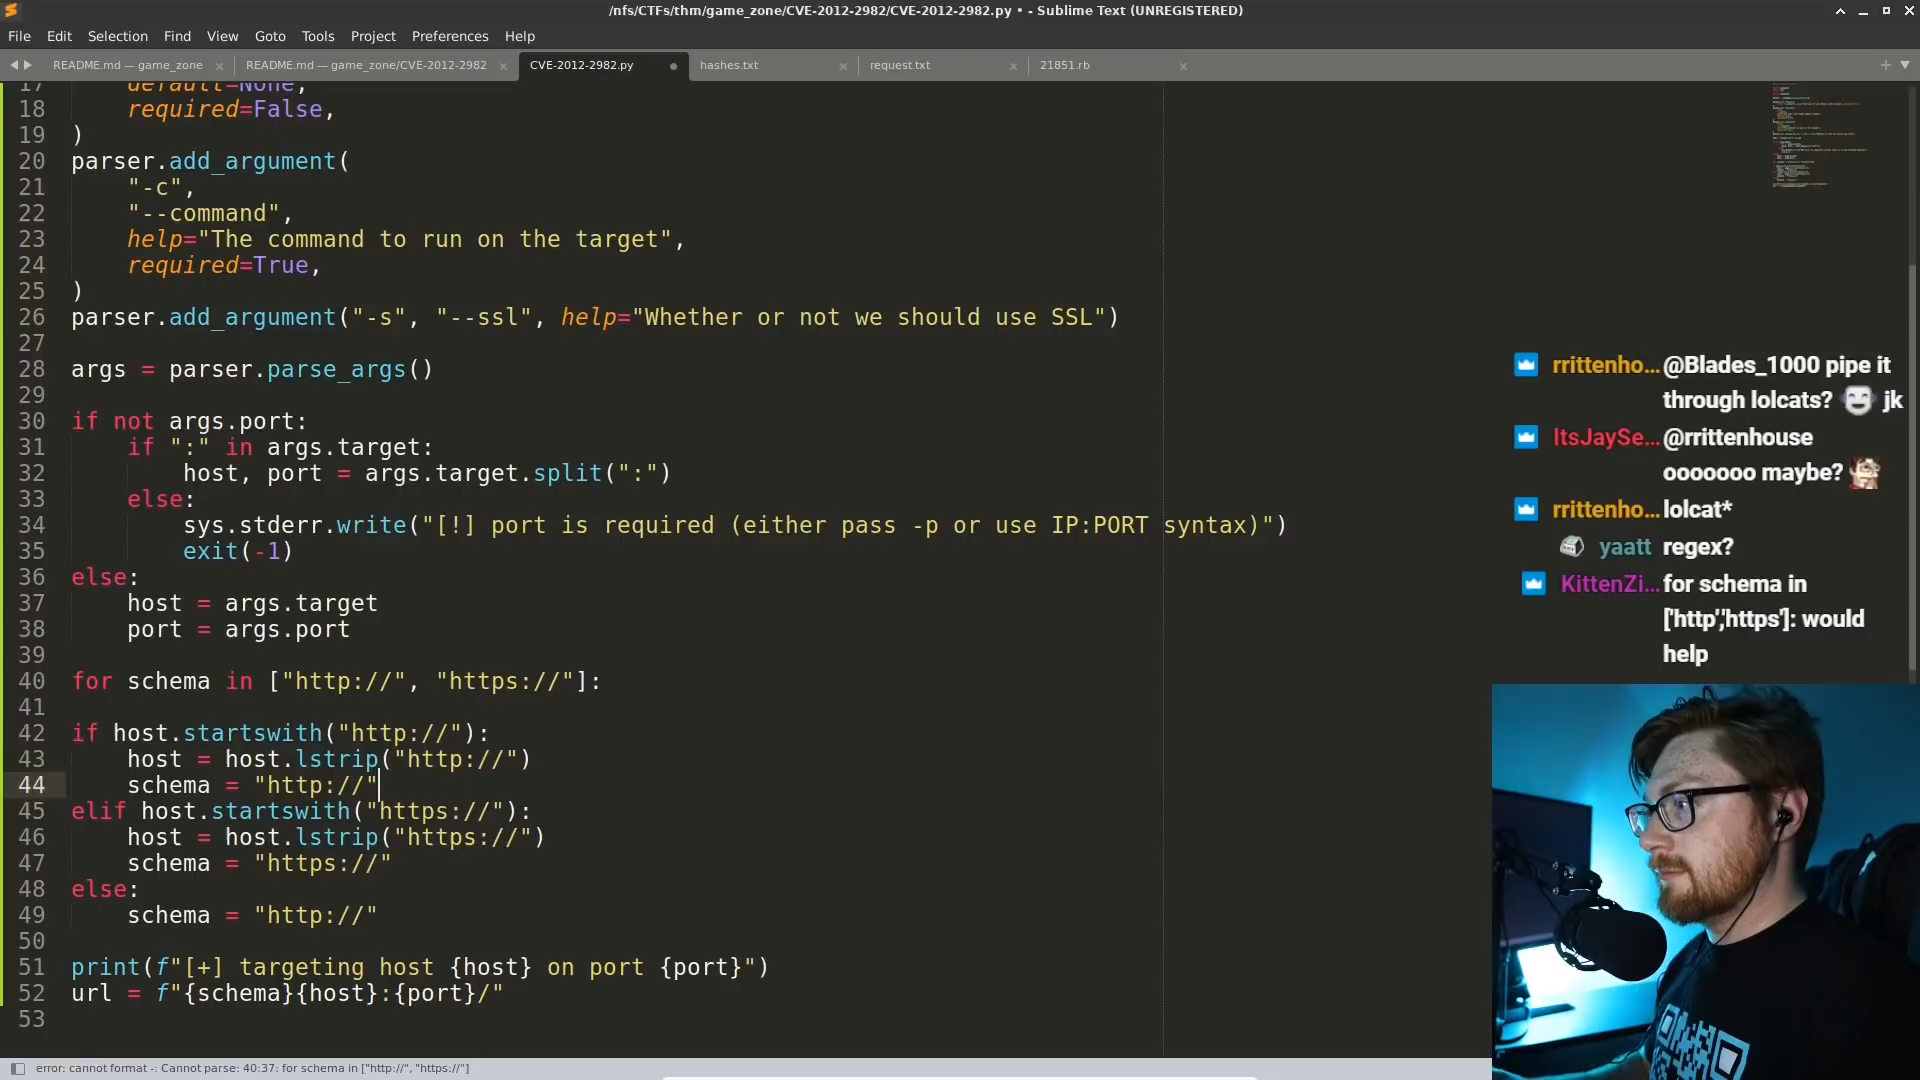 /nfs/CTFs/thm/game_zone/CVE-2012-2982/CVE-2012-2982.py • - Sublime Text (UNREGISTERED)
File Edit Selection Find View Goto Tools Project Preferences Help
README.md — game_zone × README.md — game_zone/CVE-2012-2982 × CVE-2012-2982.py hashes.txt × request.txt × 21851.rb ×
17 default=None,
18 required=False,
19 )
20 parser.add_argument(
21 "-c",
22 "--command",
23 help="The command to run on the target",
24 required=True,
25 )
26 parser.add_argument("-s", "--ssl", help="Whether or not we should use SSL")
27
28 args = parser.parse_args()
29
30 if not args.port:
31 if ":" in args.target:
32 host, port = args.target.split(":")
33 else:
34 sys.stderr.write("[!] port is required (either pass -p or use IP:PORT syntax)")
35 exit(-1)
36 else:
37 host = args.target
38 port = args.port
39
40 for schema in ["http://", "https://"]:
41
42 if host.startswith("http://"):
43 host = host.lstrip("http://")
44 schema = "http://"
45 elif host.startswith("https://"):
46 host = host.lstrip("https://")
47 schema = "https://"
48 else:
49 schema = "http://"
50
51 print(f"[+] targeting host {host} on port {port}")
52 url = f"{schema}{host}:{port}/"
53
rrittenho... @Blades_1000 pipe it
through lolcats? jk
ItsJaySe... @rrittenhouse
ooooooo maybe?
rrittenho... lolcat*
yaatt regex?
KittenZi... for schema in
['http','https']: would
help
error: cannot format -: Cannot parse: 40:37: for schema in ["http://", "https://"]